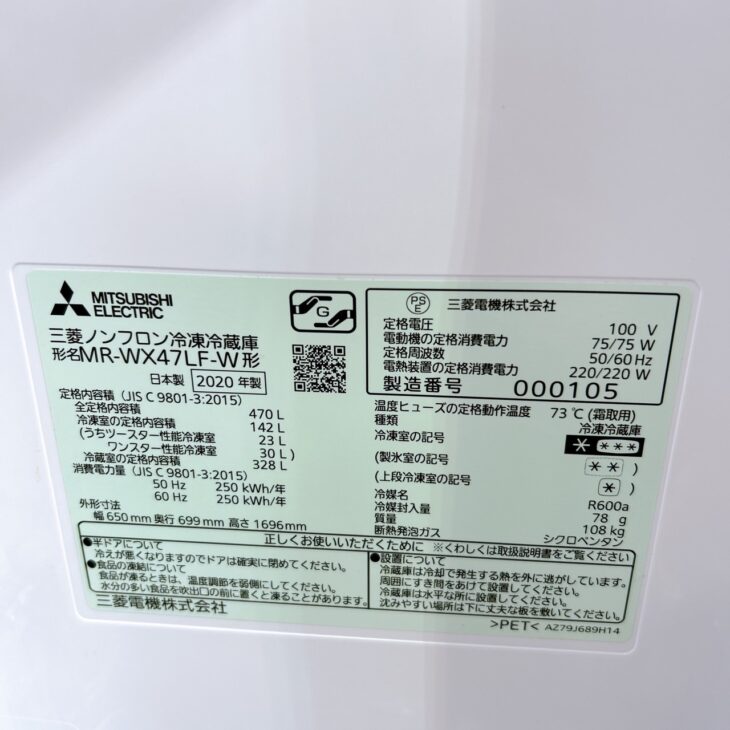 MITSUBISHI
ELECTRIC
G
三菱ノンフロン冷凍冷蔵庫
形名MR-WX47LF-W形
日本製 2020年製
定格内容積 (JIS C 9801-3:2015)
全定格内容積 470 L
冷凍室の定格内容積 142 L
(うちツースター性能冷凍室 23 L
ワンスター性能冷凍室 30 L)
冷蔵室の定格内容積 328 L
消費電力量 (JIS C 9801-3:2015)
50 Hz 250 kWh/年
60 Hz 250 kWh/年
外形寸法
幅 650mm 奥行 699mm 高さ 1696mm
PS
E
三菱電機株式会社
定格電圧 100 V
電動機の定格消費電力 75/75 W
定格周波数 50/60 Hz
電熱装置の定格消費電力 220/220 W
製造番号 000105
温度ヒューズの定格動作温度 73℃(霜取用)
種類 冷凍冷蔵庫
冷凍室の記号 * ***
(製氷室の記号 ** )
(上段冷凍室の記号 * )
冷媒名 R600a
冷媒封入量 78 g
質量 108 kg
断熱発泡ガス シクロペンタン
正しくお使いいただくために ※くわしくは取扱説明書をご覧ください
●半ドアについて
冷えが悪くなりますのでドアは確実に閉めてください。
●食品の凍結について
食品が凍るときは、温度調節を弱側にしてください。
水分の多い食品を吹出口の前に置くと凍ることがあります。
●設置について
冷蔵庫は冷却で発生する熱を外に逃がしています。
周囲にすき間をあけて設置してください。
冷蔵庫は水平な所に設置してください。
沈みやすい場所は下に丈夫な板を敷いてください。
三菱電機株式会社
>PET< AZ79J689H14